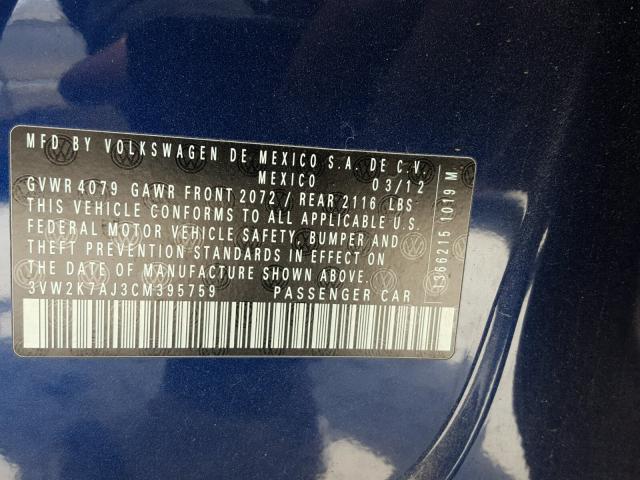 MFD BY VOLKSWAGEN DE MEXICO S.A. DE C.V.
MEXICO 03/12
GVWR 4079 GAWR FRONT 2072 / REAR 2116 LBS
THIS VEHICLE CONFORMS TO ALL APPLICABLE U.S.
FEDERAL MOTOR VEHICLE SAFETY, BUMPER AND
THEFT PREVENTION STANDARDS IN EFFECT ON
THE DATE OF MANUFACTURE SHOWN ABOVE.
3VW2K7AJ3CM395759 PASSENGER CAR
1366215 1019 M